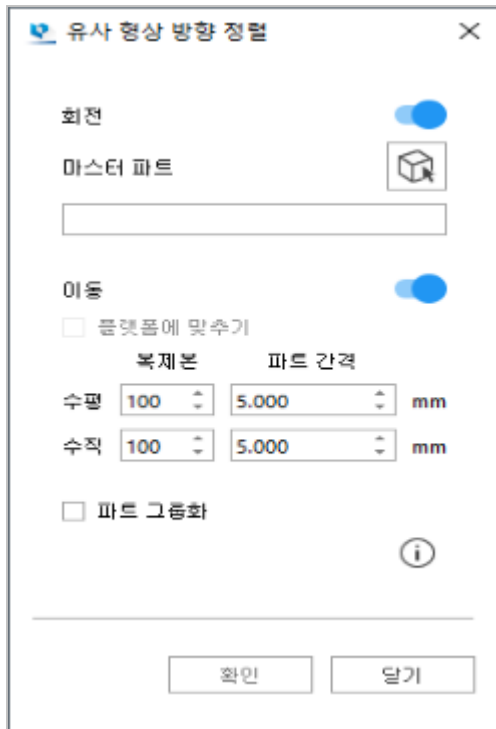 유사 형상 방향 정렬
회전
마스터 파트
이동
플랫폼에 맞추기
복제본 파트 간격
수평 100 5.000 mm
수직 100 5.000 mm
파트 그룹화
확인 닫기